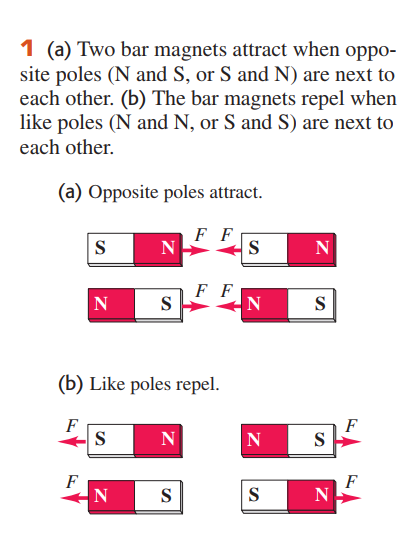 1 (a) Two bar magnets attract when oppo-
site poles (N and S, or S and N) are next to
each other. (b) The bar magnets repel when
like poles (N and N, or S and S) are next to
each other.
(a) Opposite poles attract.
S N F F S N
N S F F N S
(b) Like poles repel.
F S N N S F
F N S S N F